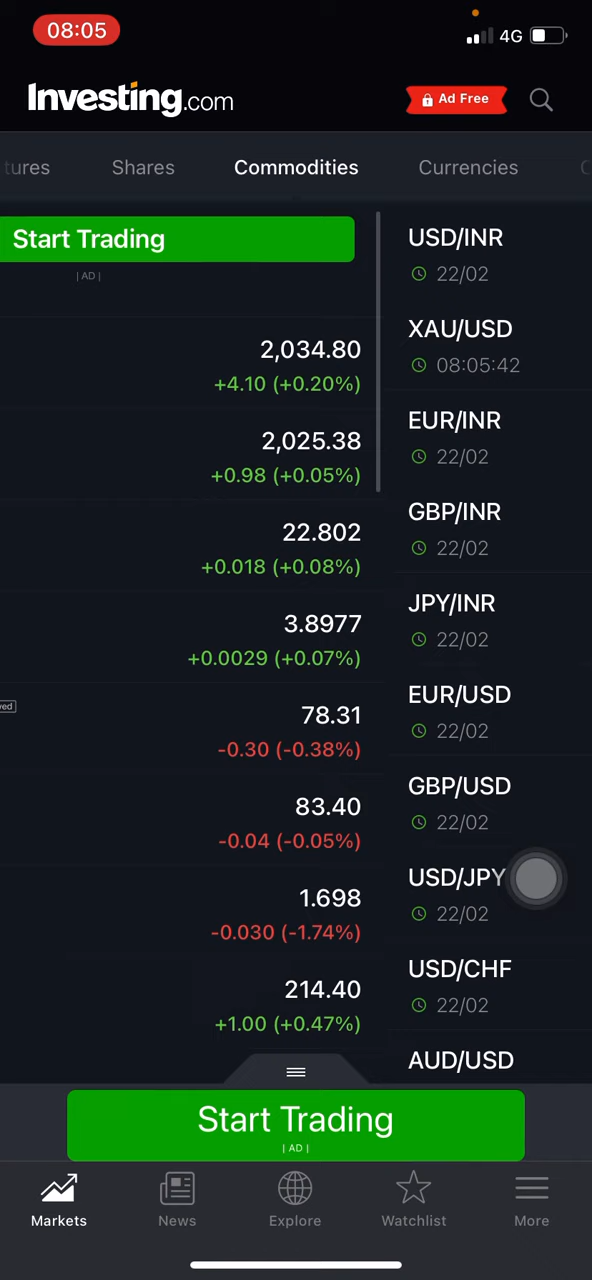 08:05
4G
Investing.com
Ad Free
tures
Shares
Commodities
Currencies
Start Trading
| AD |
2,034.80
+4.10 (+0.20%)
2,025.38
+0.98 (+0.05%)
22.802
+0.018 (+0.08%)
3.8977
+0.0029 (+0.07%)
ved
78.31
-0.30 (-0.38%)
83.40
-0.04 (-0.05%)
1.698
-0.030 (-1.74%)
214.40
+1.00 (+0.47%)
USD/INR
22/02
XAU/USD
08:05:42
EUR/INR
22/02
GBP/INR
22/02
JPY/INR
22/02
EUR/USD
22/02
GBP/USD
22/02
USD/JPY
22/02
USD/CHF
22/02
AUD/USD
Start Trading
| AD |
Markets
News
Explore
Watchlist
More